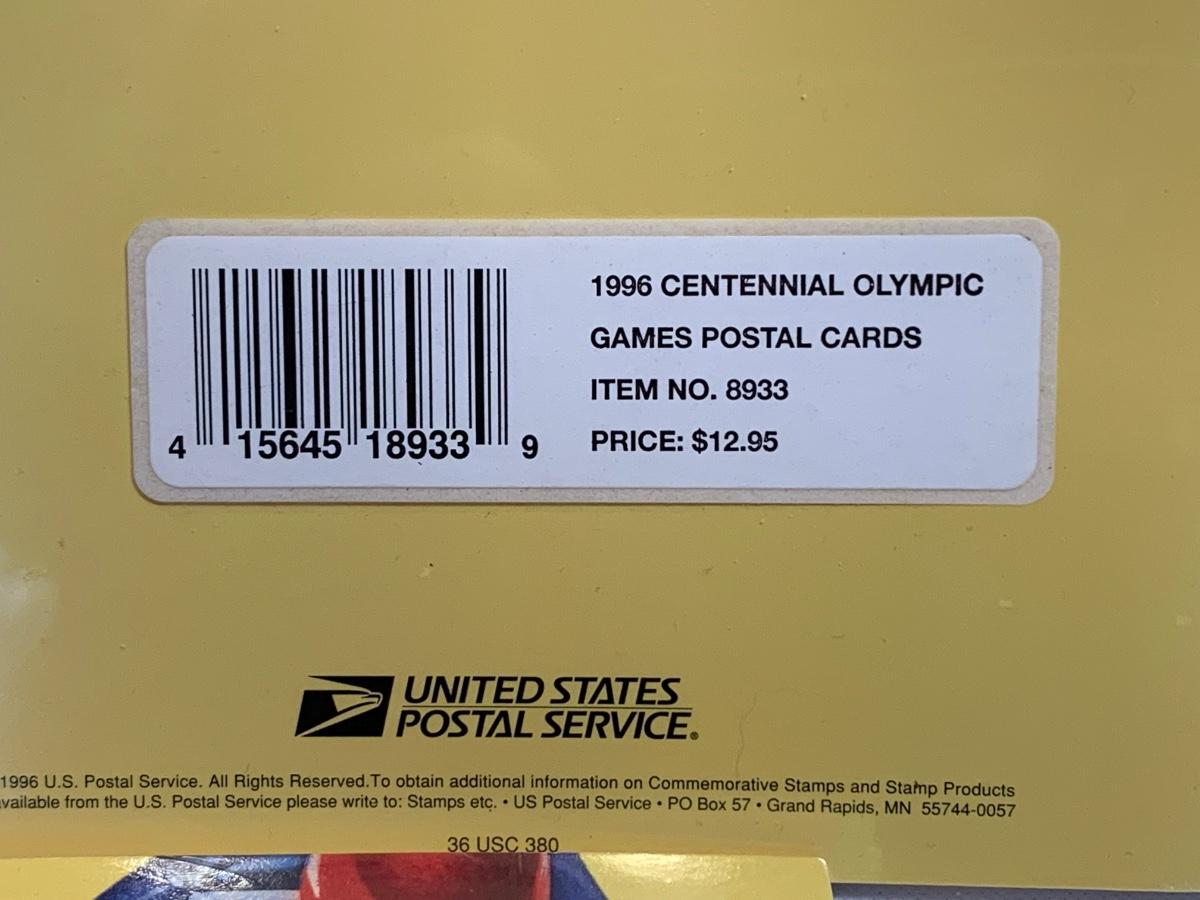 1996 CENTENNIAL OLYMPIC
GAMES POSTAL CARDS
ITEM NO. 8933
PRICE: $12.95
4 15645 18933 9
UNITED STATES
POSTAL SERVICE®
1996 U.S. Postal Service. All Rights Reserved.To obtain additional information on Commemorative Stamps and Stamp Products
vailable from the U.S. Postal Service please write to: Stamps etc. • US Postal Service • PO Box 57 • Grand Rapids, MN 55744-0057
36 USC 380